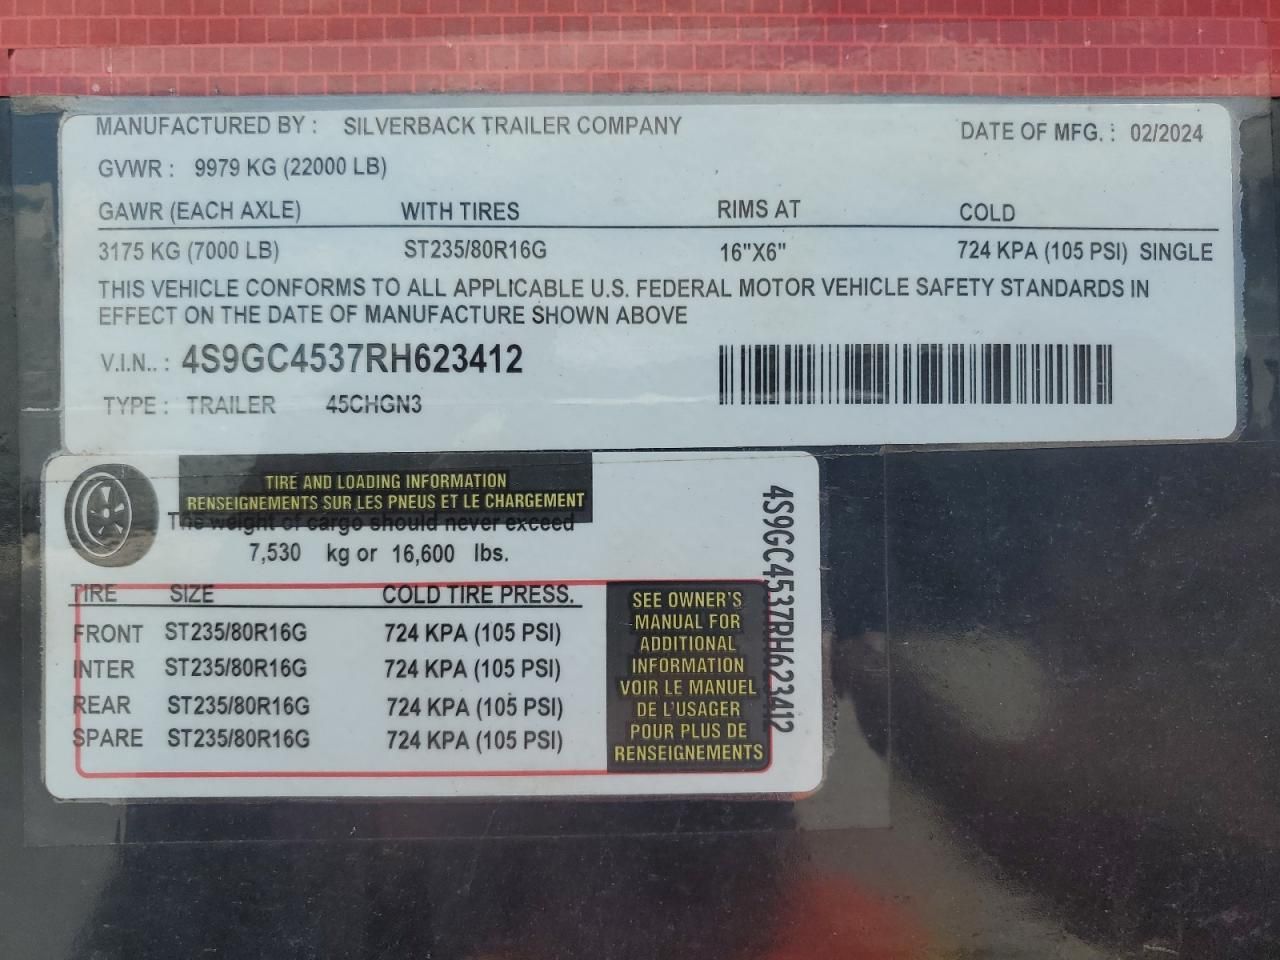 MANUFACTURED BY : SILVERBACK TRAILER COMPANY DATE OF MFG. : 02/2024
GVWR : 9979 KG (22000 LB)
GAWR (EACH AXLE) WITH TIRES RIMS AT COLD
3175 KG (7000 LB) ST235/80R16G 16"X6" 724 KPA (105 PSI) SINGLE
THIS VEHICLE CONFORMS TO ALL APPLICABLE U.S. FEDERAL MOTOR VEHICLE SAFETY STANDARDS IN
EFFECT ON THE DATE OF MANUFACTURE SHOWN ABOVE
V.I.N.. : 4S9GC4537RH623412
TYPE : TRAILER 45CHGN3
TIRE AND LOADING INFORMATION
RENSEIGNEMENTS SUR LES PNEUS ET LE CHARGEMENT
The weight of cargo should never exceed
7,530 kg or 16,600 lbs.
TIRE SIZE COLD TIRE PRESS.
FRONT ST235/80R16G 724 KPA (105 PSI)
INTER ST235/80R16G 724 KPA (105 PSI)
REAR ST235/80R16G 724 KPA (105 PSI)
SPARE ST235/80R16G 724 KPA (105 PSI)
SEE OWNER'S
MANUAL FOR
ADDITIONAL
INFORMATION
VOIR LE MANUEL
DE L'USAGER
POUR PLUS DE
RENSEIGNEMENTS
4S9GC4537RH623412